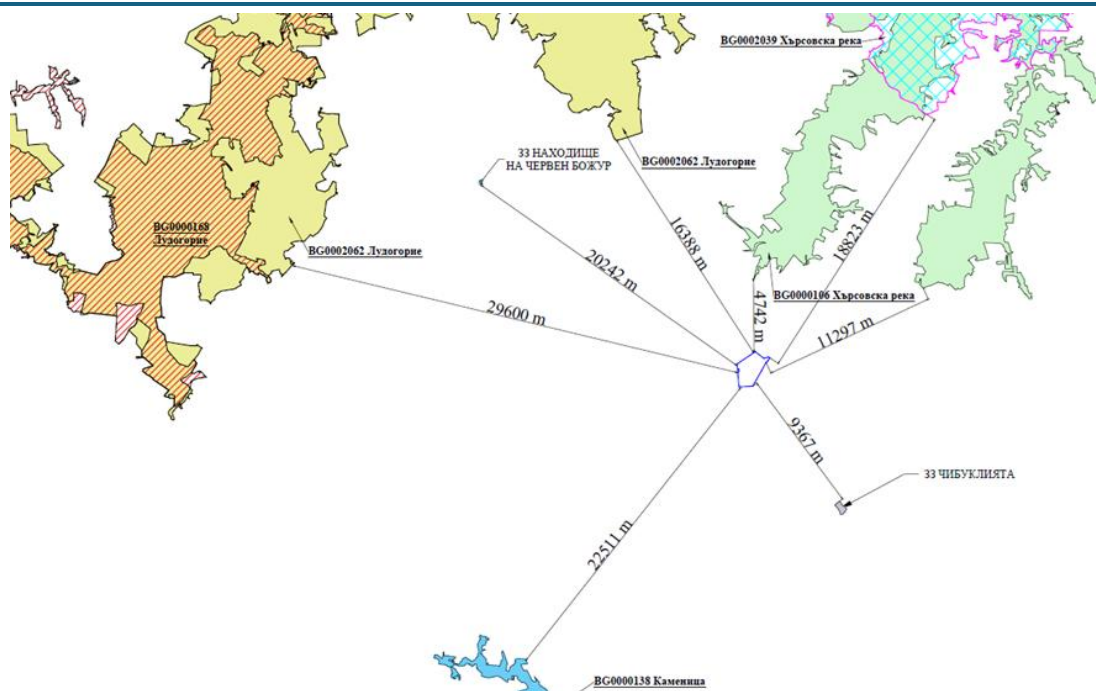 BG0002039 Хърсовска река
ЗЗ НАХОДИЩЕ
НА ЧЕРВЕН БОЖУР
BG0002062 Лудогорие
BG0000168
Лудогорие
BG0002062 Лудогорие
16388 m
18823 m
20242 m
BG0000106 Хърсовска река
29600 m
4742 m
11297 m
9367 m
ЗЗ ЧИБУКЛИЯТА
22511 m
BG0000138 Каменица